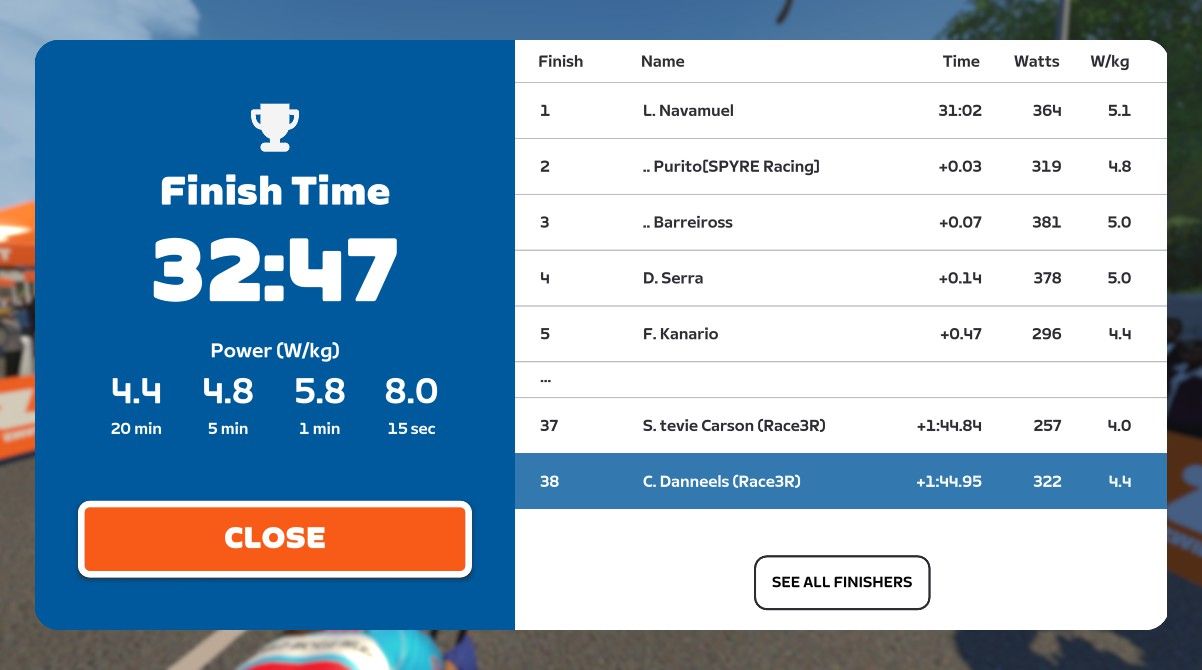 Finish Time
32:47
Power (W/kg)
4.4 4.8 5.8 8.0
20 min 5 min 1 min 15 sec
CLOSE
Finish Name Time Watts W/kg
1 L. Navamuel 31:02 364 5.1
2 .. Purito[SPYRE Racing] +0.03 319 4.8
3 .. Barreiross +0.07 381 5.0
4 D. Serra +0.14 378 5.0
5 F. Kanario +0.47 296 4.4
...
37 S. tevie Carson (Race3R) +1:44.84 257 4.0
38 C. Danneels (Race3R) +1:44.95 322 4.4
SEE ALL FINISHERS